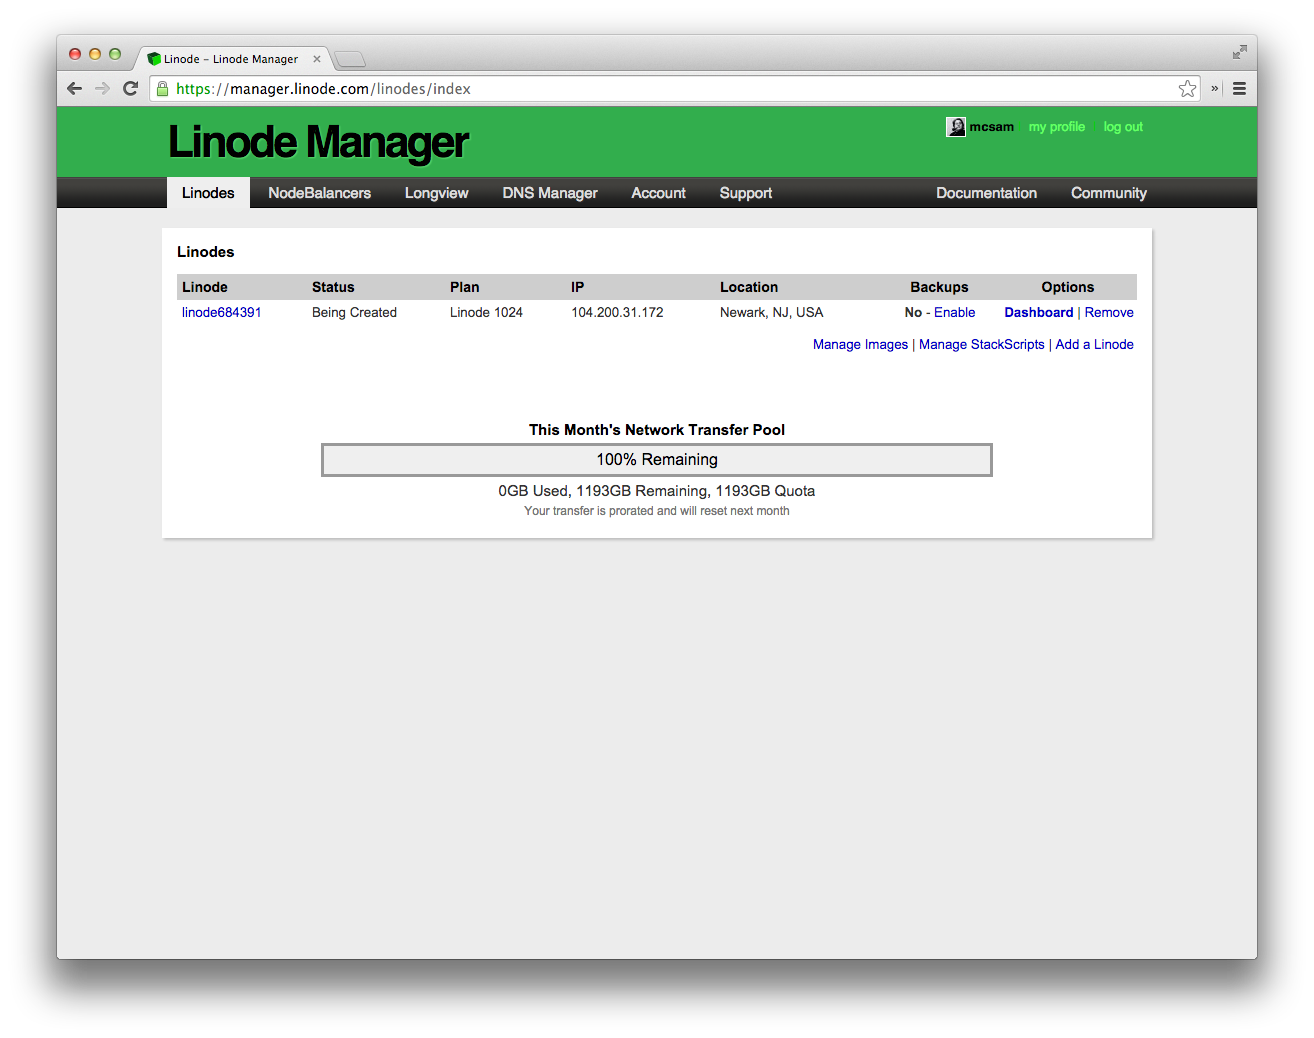 Linode - Linode Manager
https://manager.linode.com/linodes/index
Linode Manager
mcsam my profile log out
Linodes NodeBalancers Longview DNS Manager Account Support Documentation Community
Linodes
Linode Status Plan IP Location Backups Options
linode684391 Being Created Linode 1024 104.200.31.172 Newark, NJ, USA No - Enable Dashboard | Remove
Manage Images | Manage StackScripts | Add a Linode
This Month's Network Transfer Pool
100% Remaining
0GB Used, 1193GB Remaining, 1193GB Quota
Your transfer is prorated and will reset next month